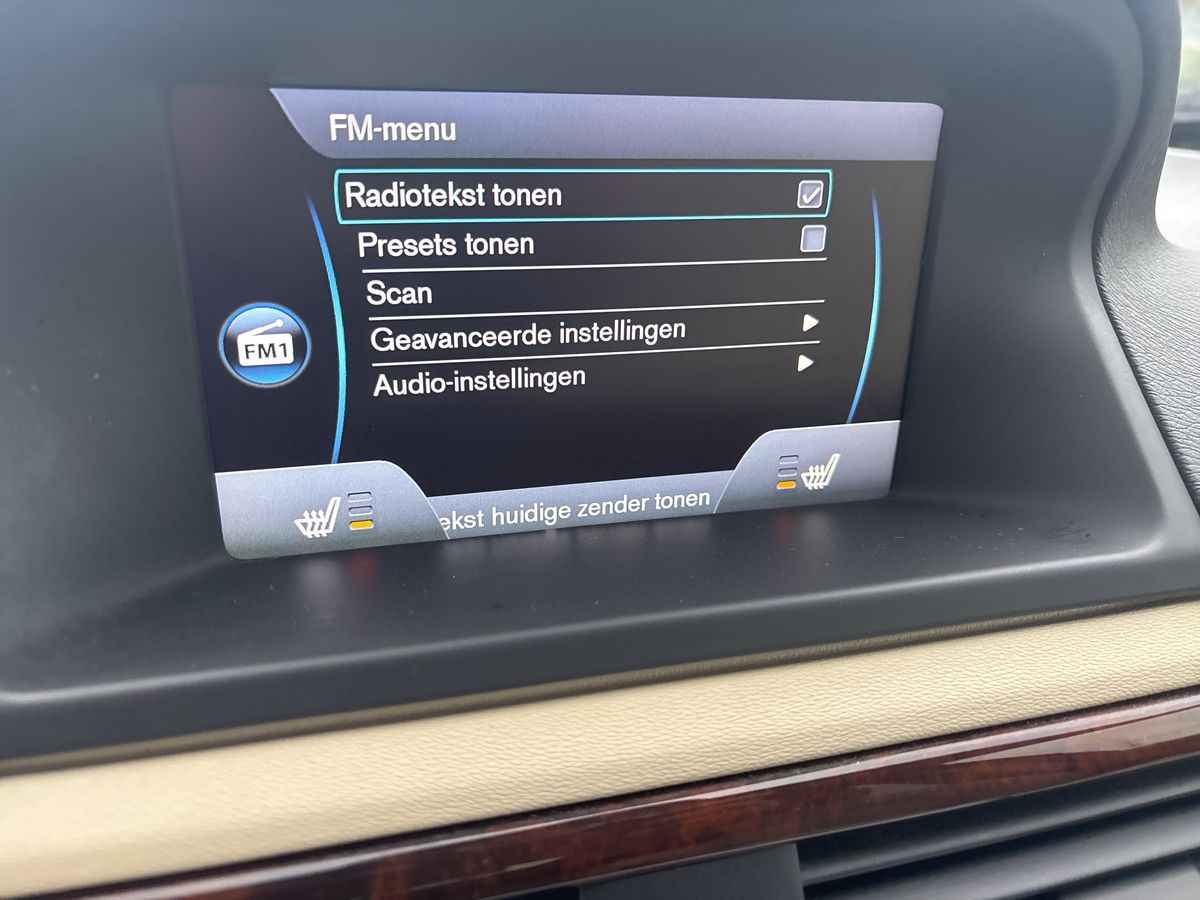 FM-menu
Radiotekst tonen
Presets tonen
Scan
Geavanceerde instellingen
Audio-instellingen
FM1
ekst huidige zender tonen